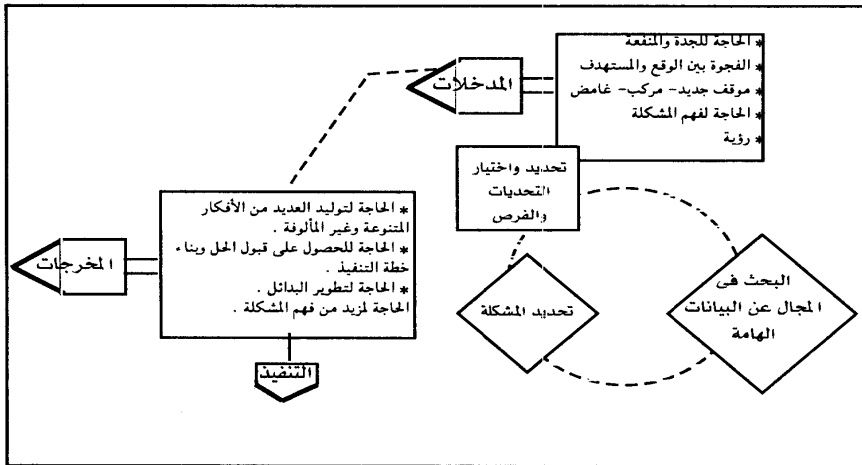 * الحاجة للجدة والمنفعة
* الفجوة بين الوقع والمستهدف
* موقف جديد- مركب- غامض
* الحاجة لفهم المشكلة
* رؤية
المدخلات
تحديد واختيار
التحديات
والفرص
البحث فى
المجال عن البيانات
الهامة
تحديد المشكلة
* الحاجة لتوليد العديد من الأفكار
المتنوعة وغير المألوفة .
* الحاجة للحصول على قبول الحل وبناء
خطة التنفيذ .
* الحاجة لتطوير البدائل .
الحاجة لمزيد من فهم المشكلة .
المخرجات
التنفيذ